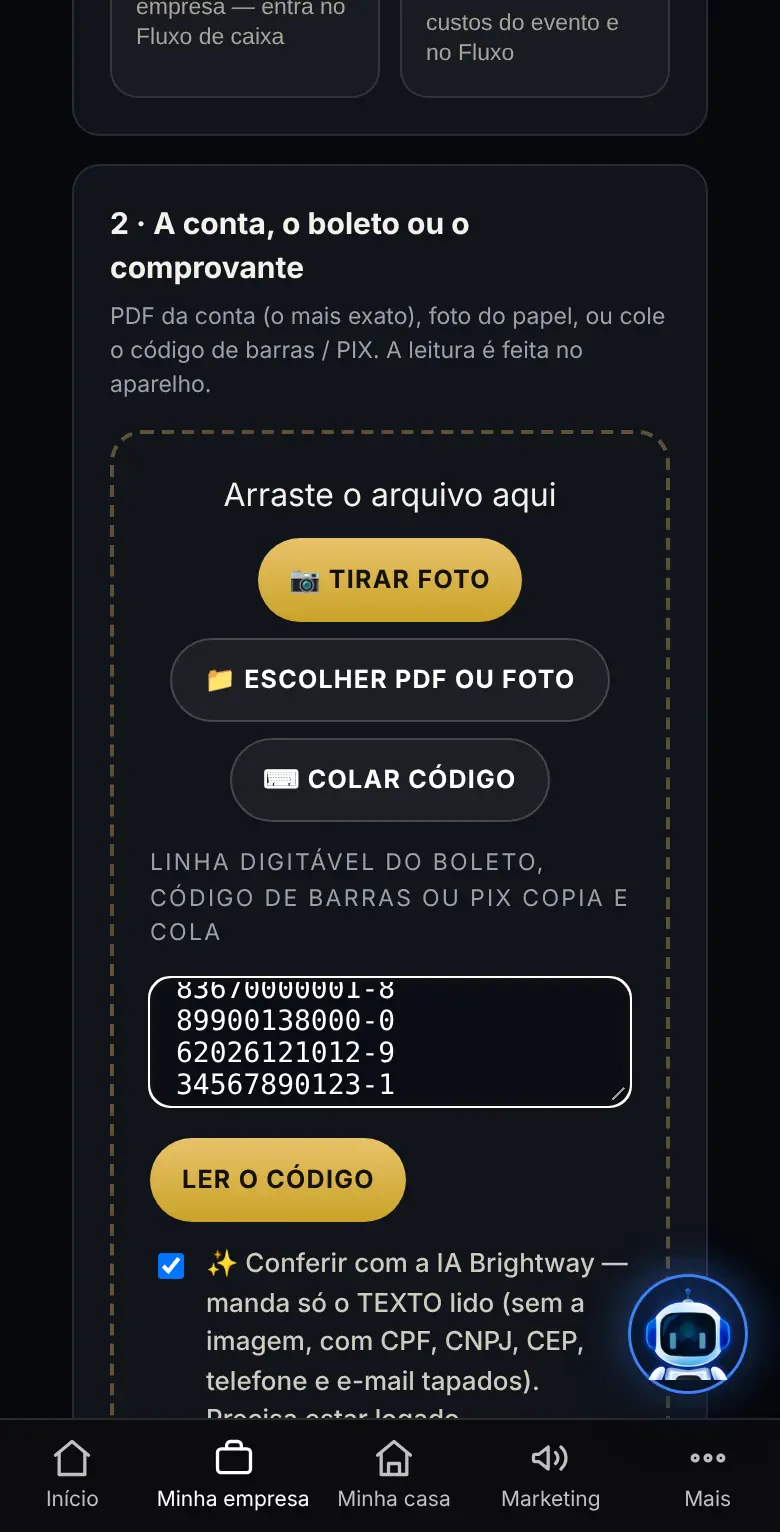 empresa — entra no
Fluxo de caixa
custos do evento e
no Fluxo
2 · A conta, o boleto ou o
comprovante
PDF da conta (o mais exato), foto do papel, ou cole
o código de barras / PIX. A leitura é feita no
aparelho.
Arraste o arquivo aqui
📷 TIRAR FOTO
📁 ESCOLHER PDF OU FOTO
⌨ COLAR CÓDIGO
LINHA DIGITÁVEL DO BOLETO,
CÓDIGO DE BARRAS OU PIX COPIA E
COLA
83670000001-8
89900138000-0
62026121012-9
34567890123-1
LER O CÓDIGO
✨ Conferir com a IA Brightway —
manda só o TEXTO lido (sem a
imagem, com CPF, CNPJ, CEP,
telefone e e-mail tapados).
Precisa estar logado
Início
Minha empresa
Minha casa
Marketing
Mais